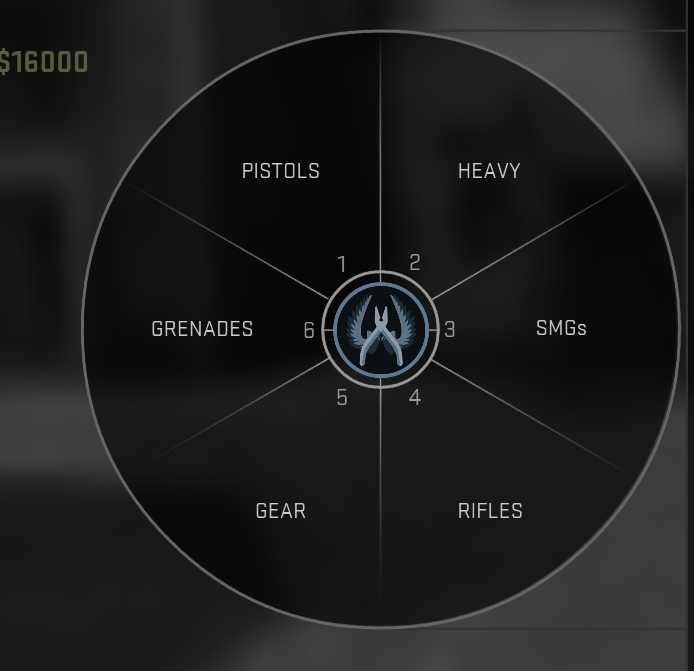 $16000
PISTOLS
HEAVY
1
2
GRENADES
6
3
SMGs
5
4
GEAR
RIFLES